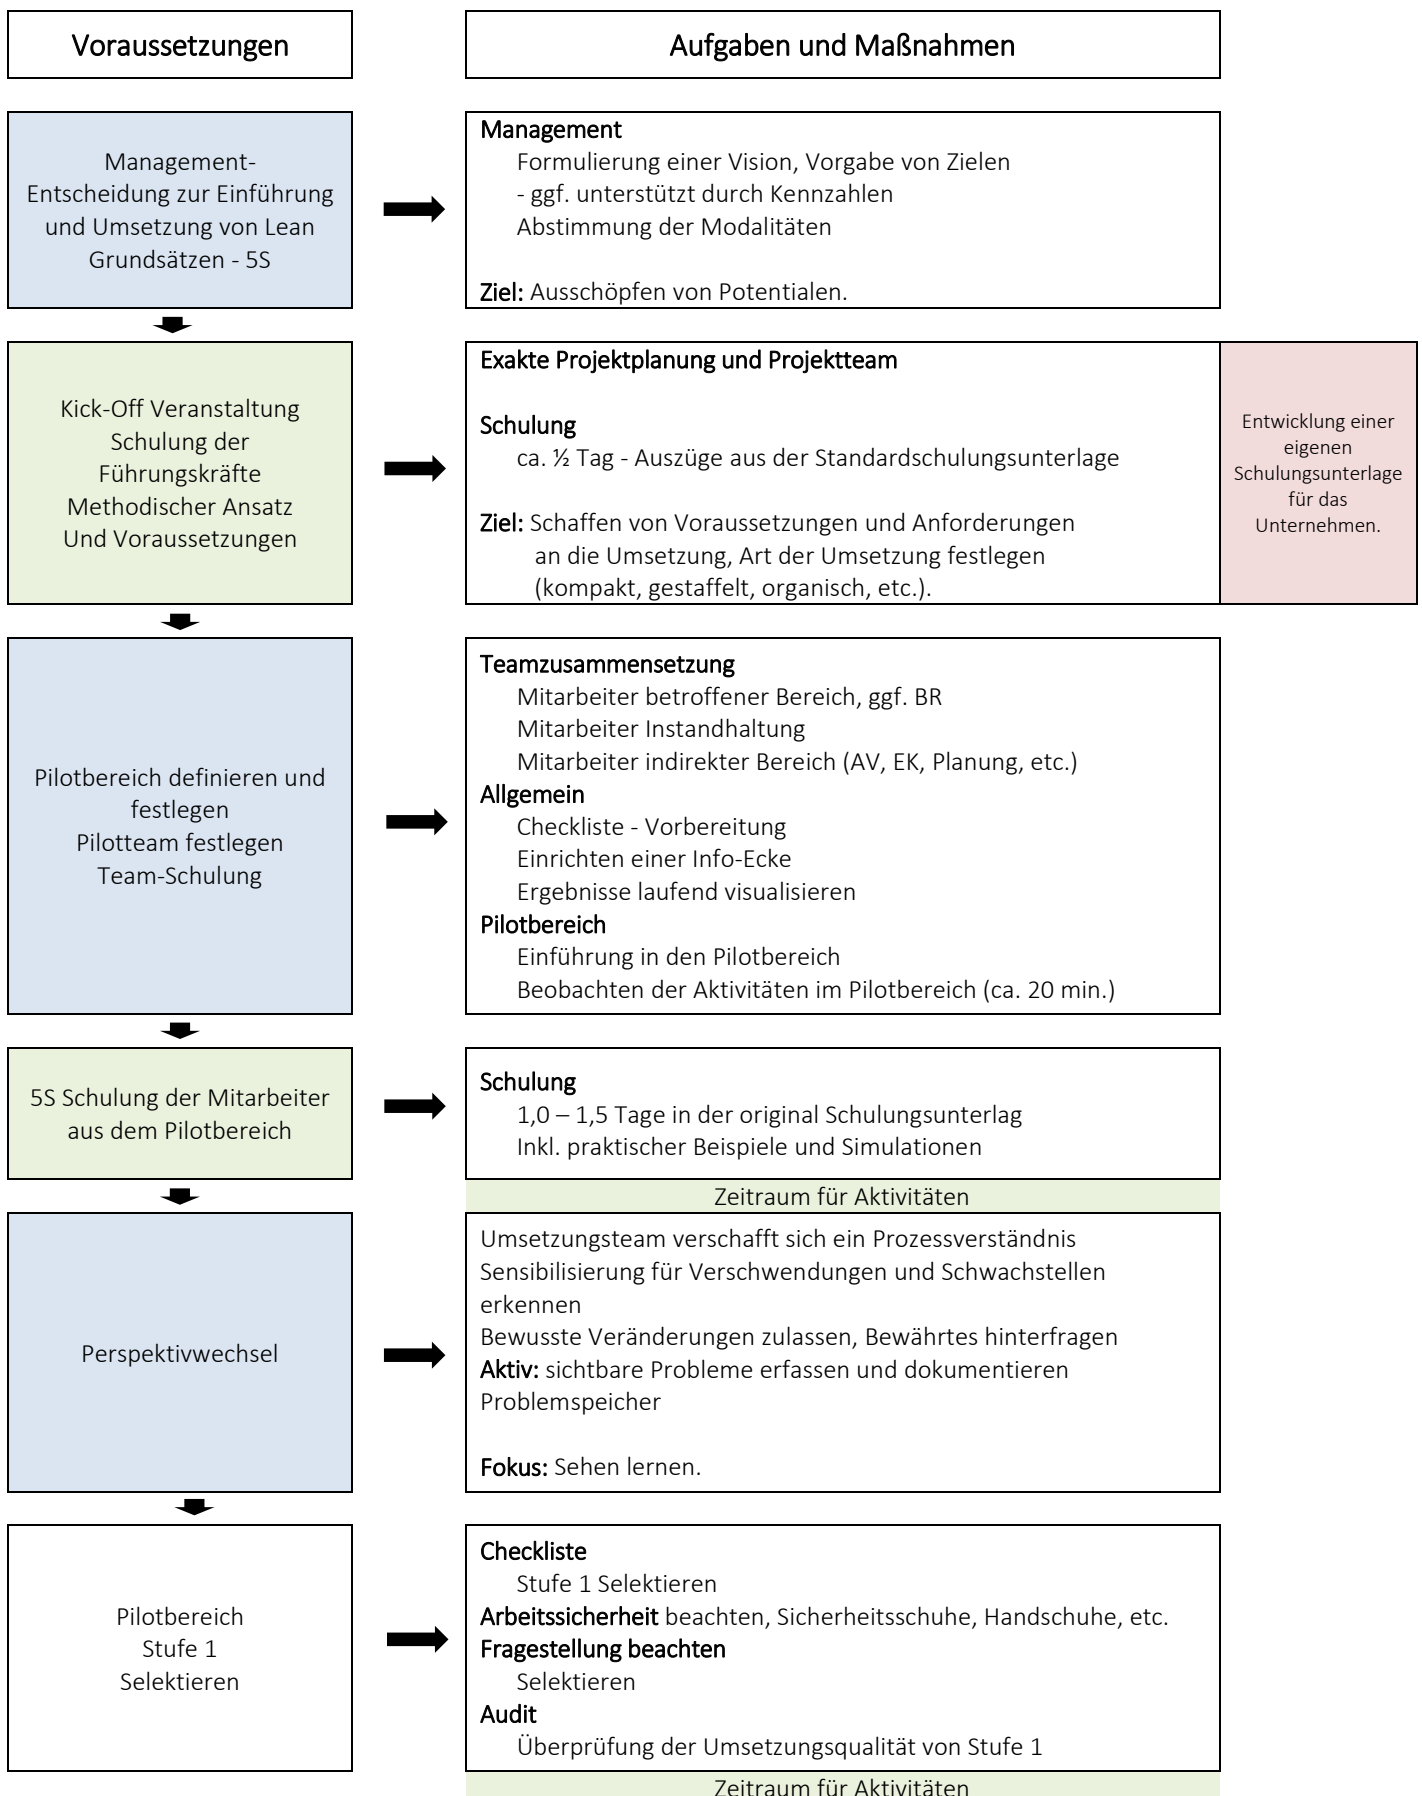 Voraussetzungen
Aufgaben und Maßnahmen
Management-
Entscheidung zur Einführung
und Umsetzung von Lean
Grundsätzen - 5S
Management
Formulierung einer Vision, Vorgabe von Zielen
- ggf. unterstützt durch Kennzahlen
Abstimmung der Modalitäten
Ziel: Ausschöpfen von Potentialen.
Kick-Off Veranstaltung
Schulung der
Führungskräfte
Methodischer Ansatz
Und Voraussetzungen
Exakte Projektplanung und Projektteam
Schulung
ca. ½ Tag - Auszüge aus der Standardschulungsunterlage
Ziel: Schaffen von Voraussetzungen und Anforderungen
an die Umsetzung, Art der Umsetzung festlegen
(kompakt, gestaffelt, organisch, etc.).
Entwicklung einer
eigenen
Schulungsunterlage
für das
Unternehmen.
Pilotbereich definieren und
festlegen
Pilotteam festlegen
Team-Schulung
Teamzusammensetzung
Mitarbeiter betroffener Bereich, ggf. BR
Mitarbeiter Instandhaltung
Mitarbeiter indirekter Bereich (AV, EK, Planung, etc.)
Allgemein
Checkliste - Vorbereitung
Einrichten einer Info-Ecke
Ergebnisse laufend visualisieren
Pilotbereich
Einführung in den Pilotbereich
Beobachten der Aktivitäten im Pilotbereich (ca. 20 min.)
5S Schulung der Mitarbeiter
aus dem Pilotbereich
Schulung
1,0 – 1,5 Tage in der original Schulungsunterlag
Inkl. praktischer Beispiele und Simulationen
Zeitraum für Aktivitäten
Perspektivwechsel
Umsetzungsteam verschafft sich ein Prozessverständnis
Sensibilisierung für Verschwendungen und Schwachstellen
erkennen
Bewusste Veränderungen zulassen, Bewährtes hinterfragen
Aktiv: sichtbare Probleme erfassen und dokumentieren
Problemspeicher
Fokus: Sehen lernen.
Pilotbereich
Stufe 1
Selektieren
Checkliste
Stufe 1 Selektieren
Arbeitssicherheit beachten, Sicherheitsschuhe, Handschuhe, etc.
Fragestellung beachten
Selektieren
Audit
Überprüfung der Umsetzungsqualität von Stufe 1
Zeitraum für Aktivitäten